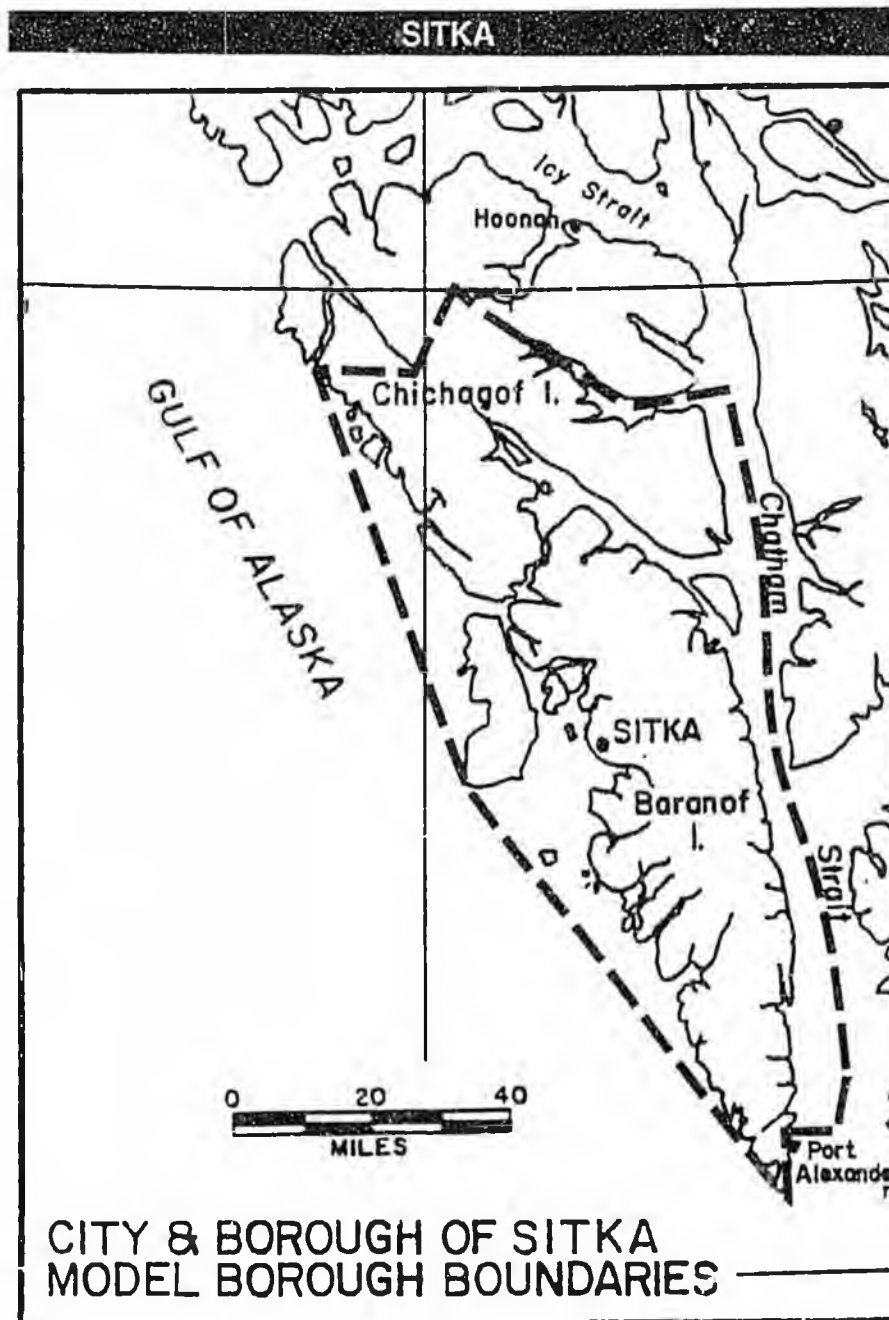 SITKA
Icy Strait
Hoonah
Chichagof I.
GULF OF ALASKA
Chatham
Strait
SITKA
Baranof
I.
0 20 40
MILES
Port
Alexande
r
CITY & BOROUGH OF SITKA
MODEL BOROUGH BOUNDARIES